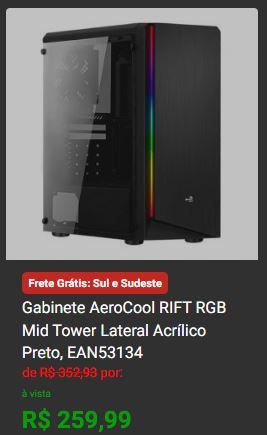 Frete Grátis: Sul e Sudeste
Gabinete AeroCool RIFT RGB
Mid Tower Lateral Acrílico
Preto, EAN53134
de R$ 352,93 por:
à vista
R$ 259,99